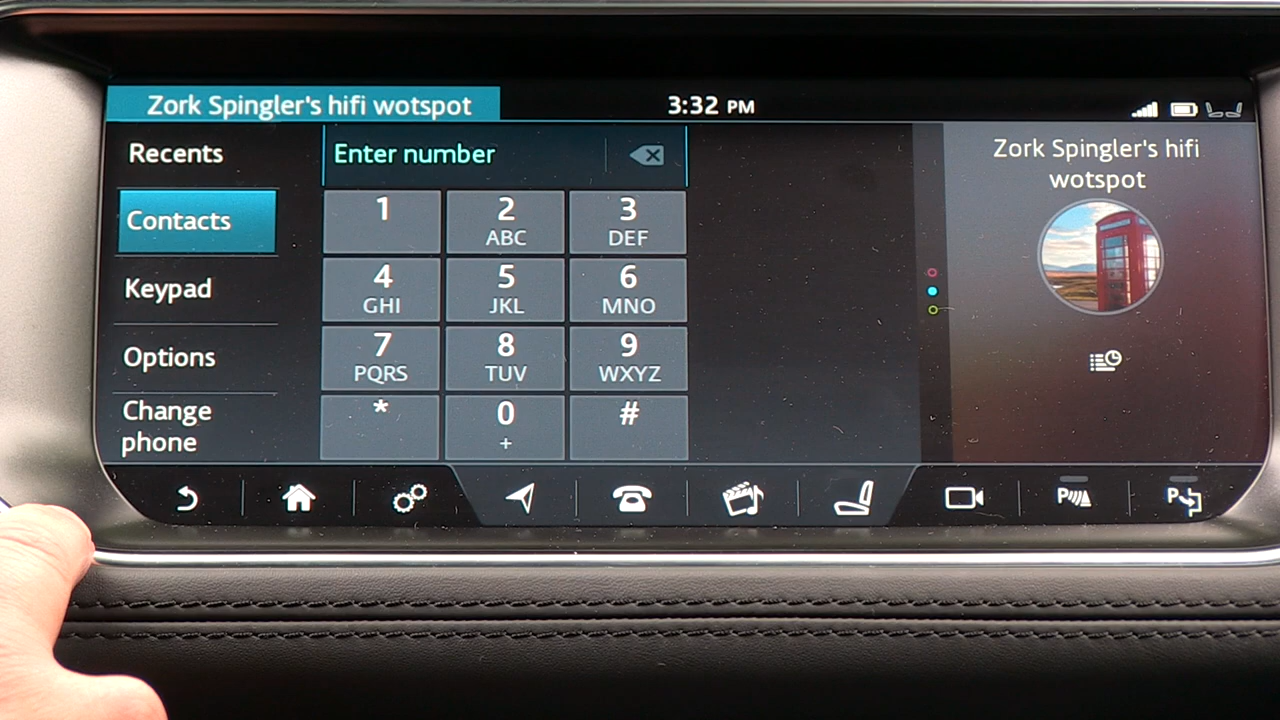 Zork Spingler's hifi wotspot
3:32 PM
Recents
Contacts
Keypad
Options
Change
phone
Enter number
1
2
ABC
3
DEF
4
GHI
5
JKL
6
MNO
7
PQRS
8
TUV
9
WXYZ
*
0
+
#
Zork Spingler's hifi
wotspot
P
P